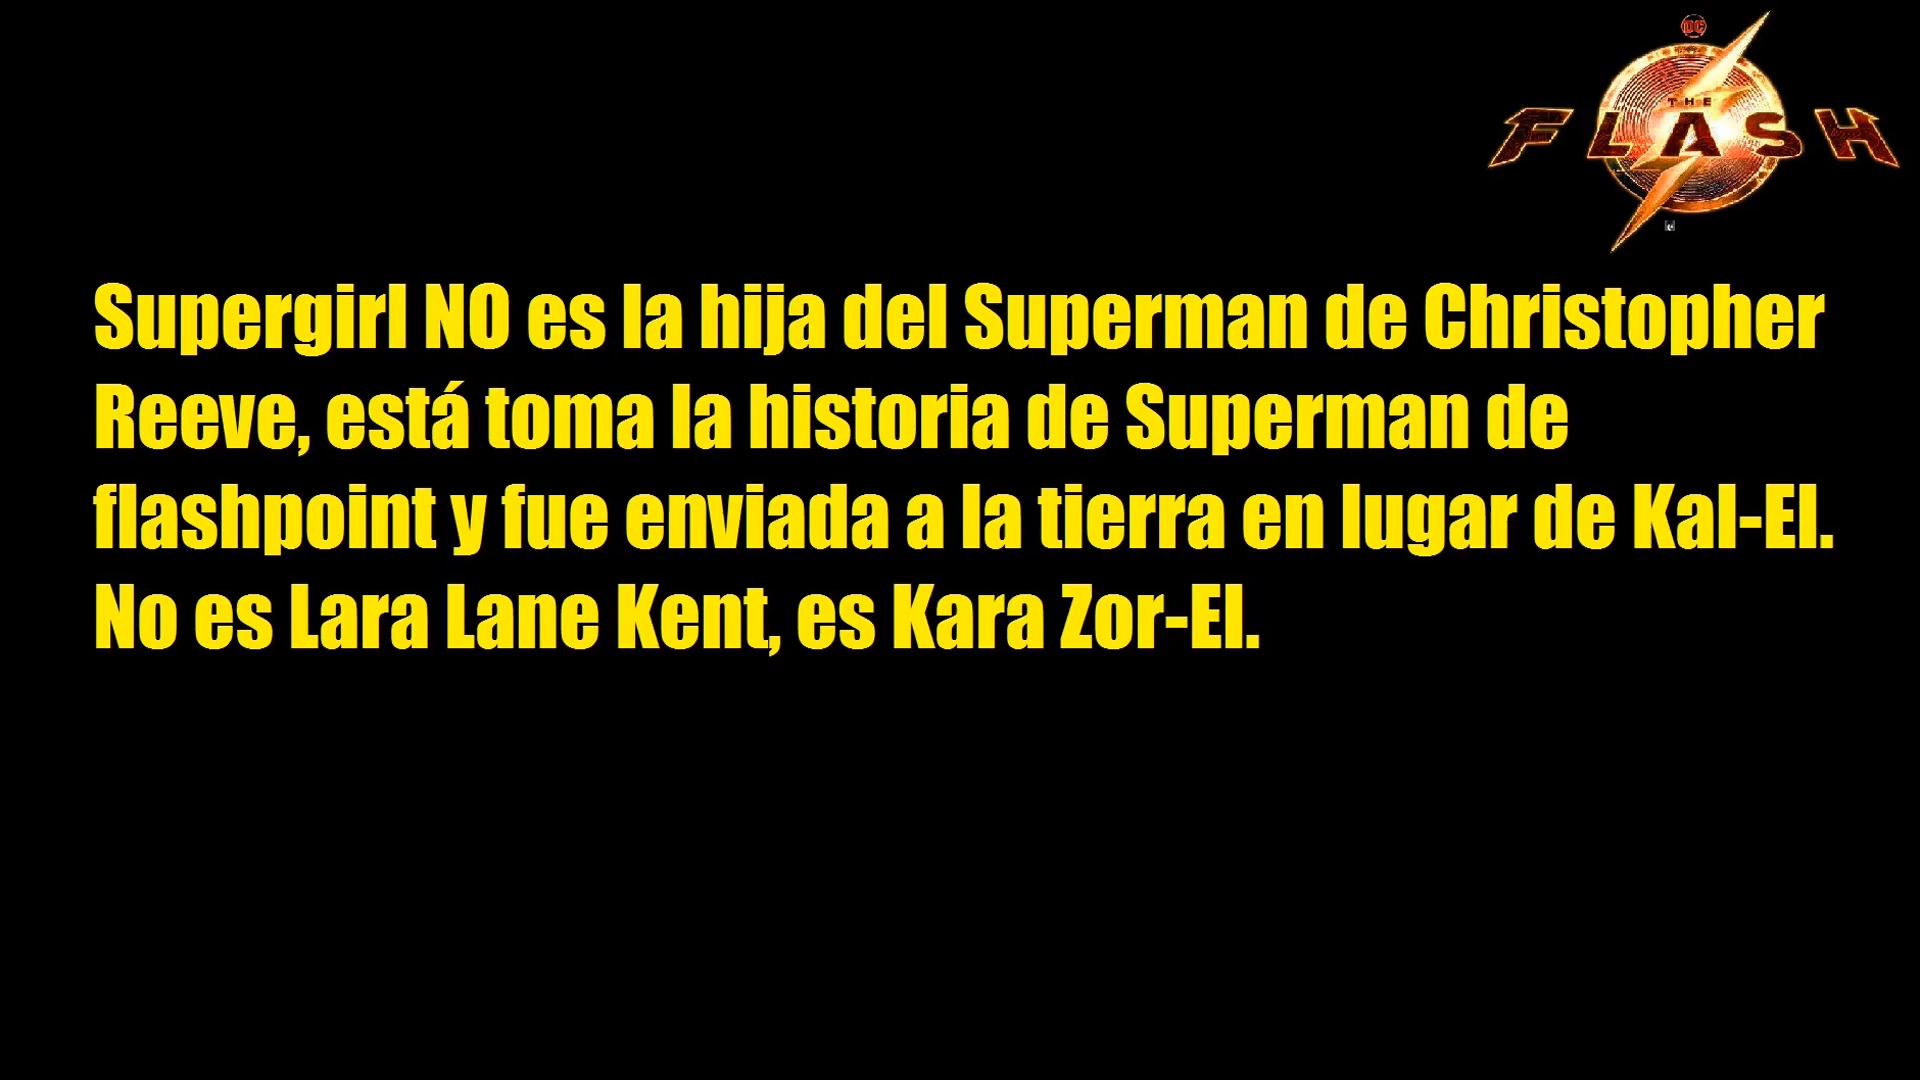 DC
THE
FLASH
Supergirl NO es la hija del Superman de Christopher
Reeve, está toma la historia de Superman de
flashpoint y fue enviada a la tierra en lugar de Kal-El.
No es Lara Lane Kent, es Kara Zor-El.